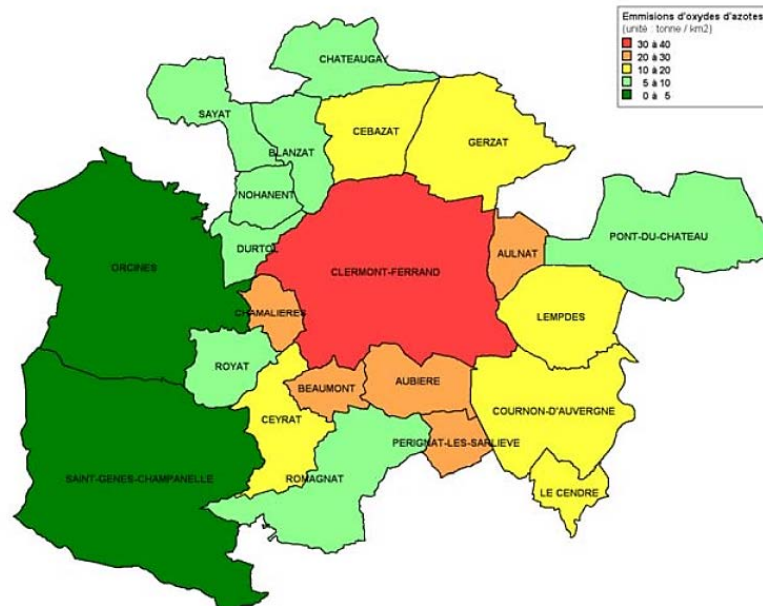 Emmisions d'oxydes d'azotes
(unité : tonne / km2)
30 à 40
20 à 30
10 à 20
5 à 10
0 à 5
CHATEAUGAY
SAYAT
CEBAZAT
GERZAT
BLANZAT
NOHANENT
PONT-DU-CHATEAU
DURTOL
AULNAT
ORCINES
CLERMONT-FERRAND
CHAMALIERES
LEMPDES
ROYAT
BEAUMONT
AUBIERE
COURNON-D'AUVERGNE
CEYRAT
PERIGNAT-LES-SARLIEVE
SAINT-GENES-CHAMPANELLE
ROMAGNAT
LE CENDRE